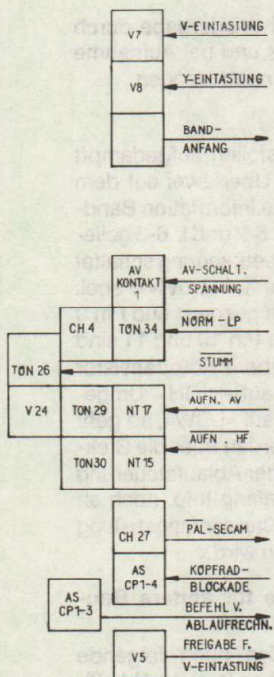 V7
V-EINTASTUNG
V8
Y-EINTASTUNG
BAND-
ANFANG
AV
KONTAKT
1
AV-SCHALT.
SPANNUNG
CH 4
TON 34
NORM-LP
TON 26
STUMM
V 24
TON 29
NT 17
AUFN. AV
TON 30
NT 15
AUFN. HF
CH 27
PAL-SECAM
AS
CP1-4
KOPFRAD-
BLOCKADE
AS
CP1-3
BEFEHL V.
ABLAUFRECHN.
V5
FREIGABE F.
V-EINTASTUNG